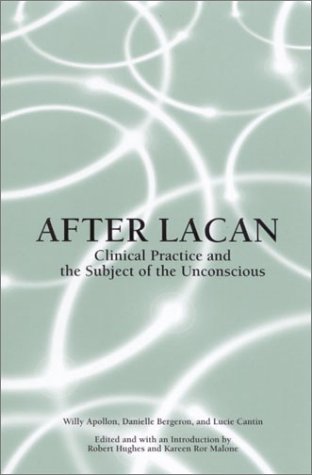 AFTER LACAN
Clinical Practice and
the Subject of the Unconscious
Willy Apollon, Danielle Bergeron, and Lucie Cantin
Edited and with an Introduction by
Robert Hughes and Kareen Ror Malone